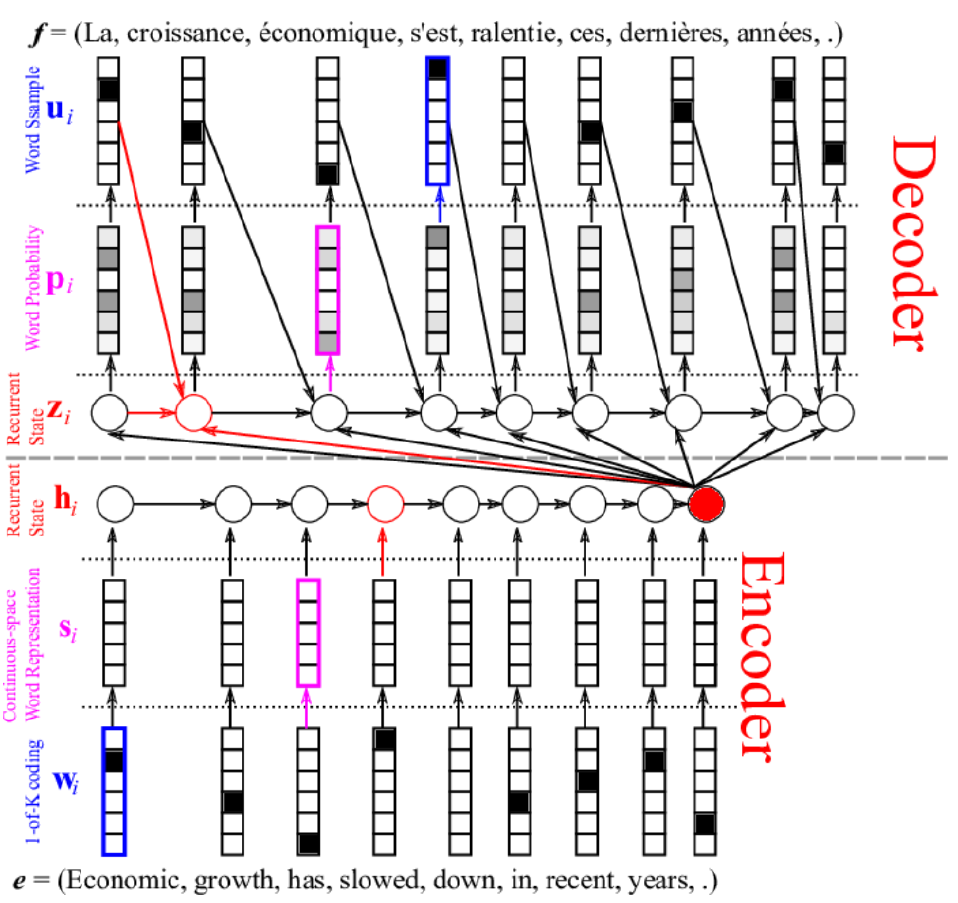 f = (La, croissance, économique, s'est, ralentie, ces, dernières, années, .)
Word Ssample
u_i
Decoder
Word Probability
p_i
Recurrent
State
z_i
Recurrent
State
h_i
Encoder
Continuous-space
Word Representation
s_i
1-of-K coding
w_i
e = (Economic, growth, has, slowed, down, in, recent, years, .)